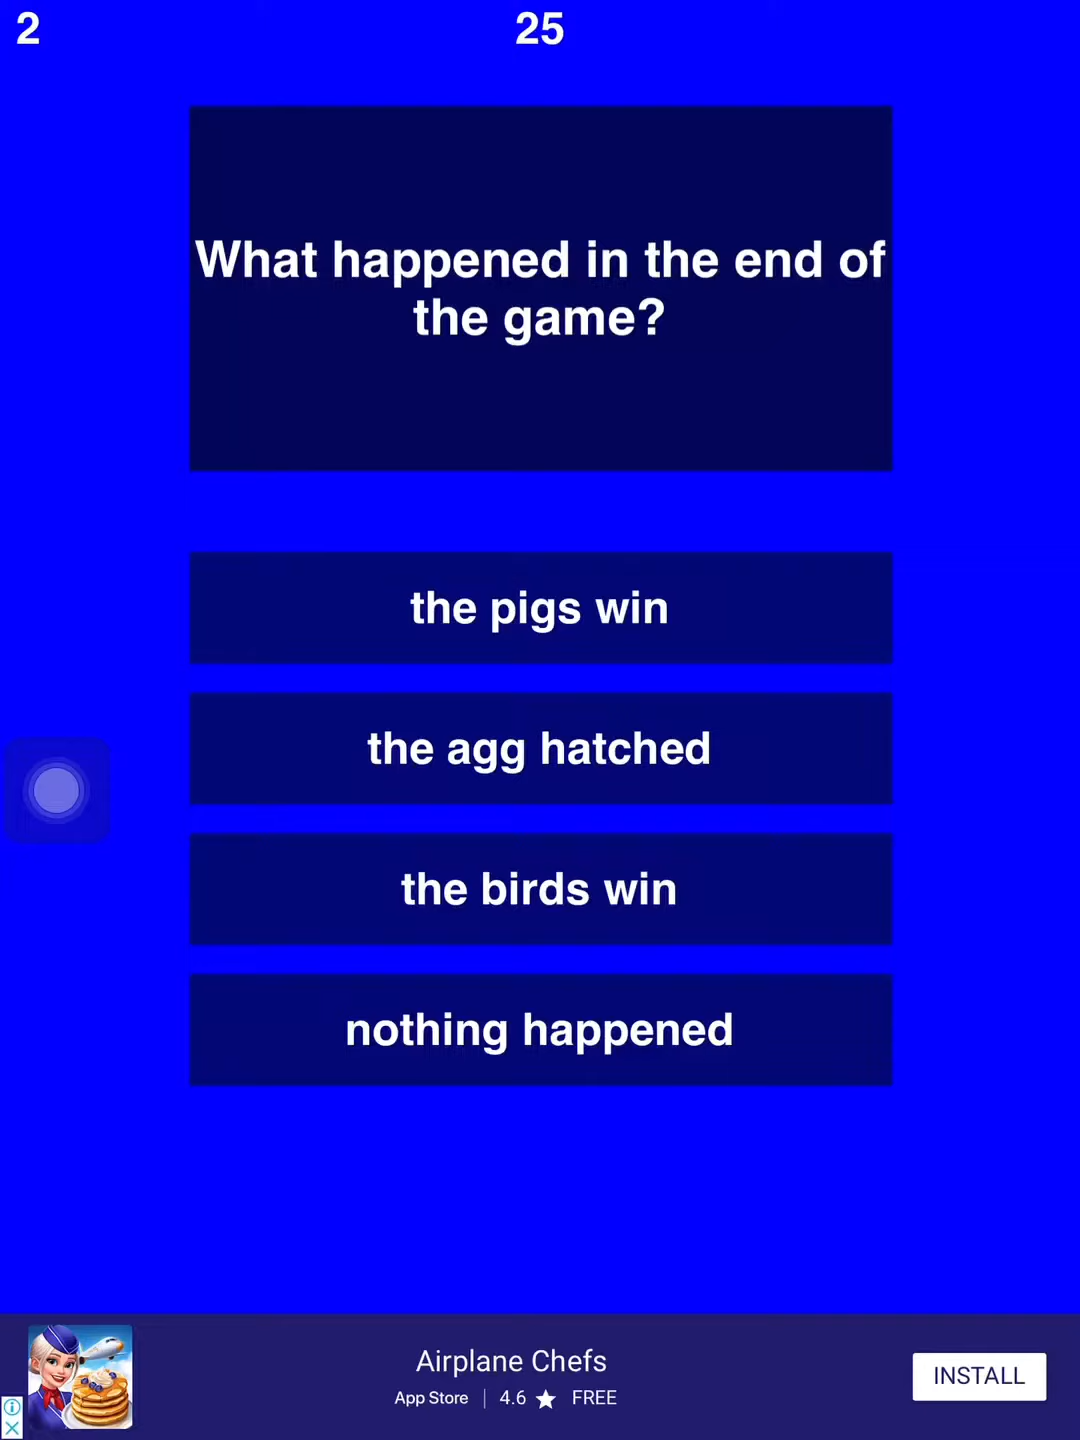 2
25
What happened in the end of
the game?
the pigs win
the agg hatched
the birds win
nothing happened
Airplane Chefs
App Store | 4.6 ★ FREE
INSTALL